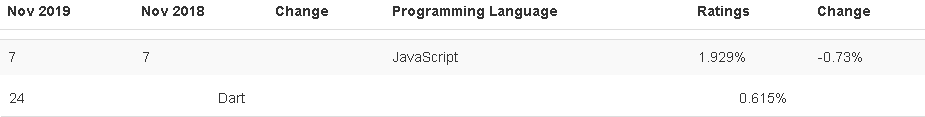 Nov 2019 Nov 2018 Change Programming Language Ratings Change
7 7 JavaScript 1.929% -0.73%
24 Dart 0.615%